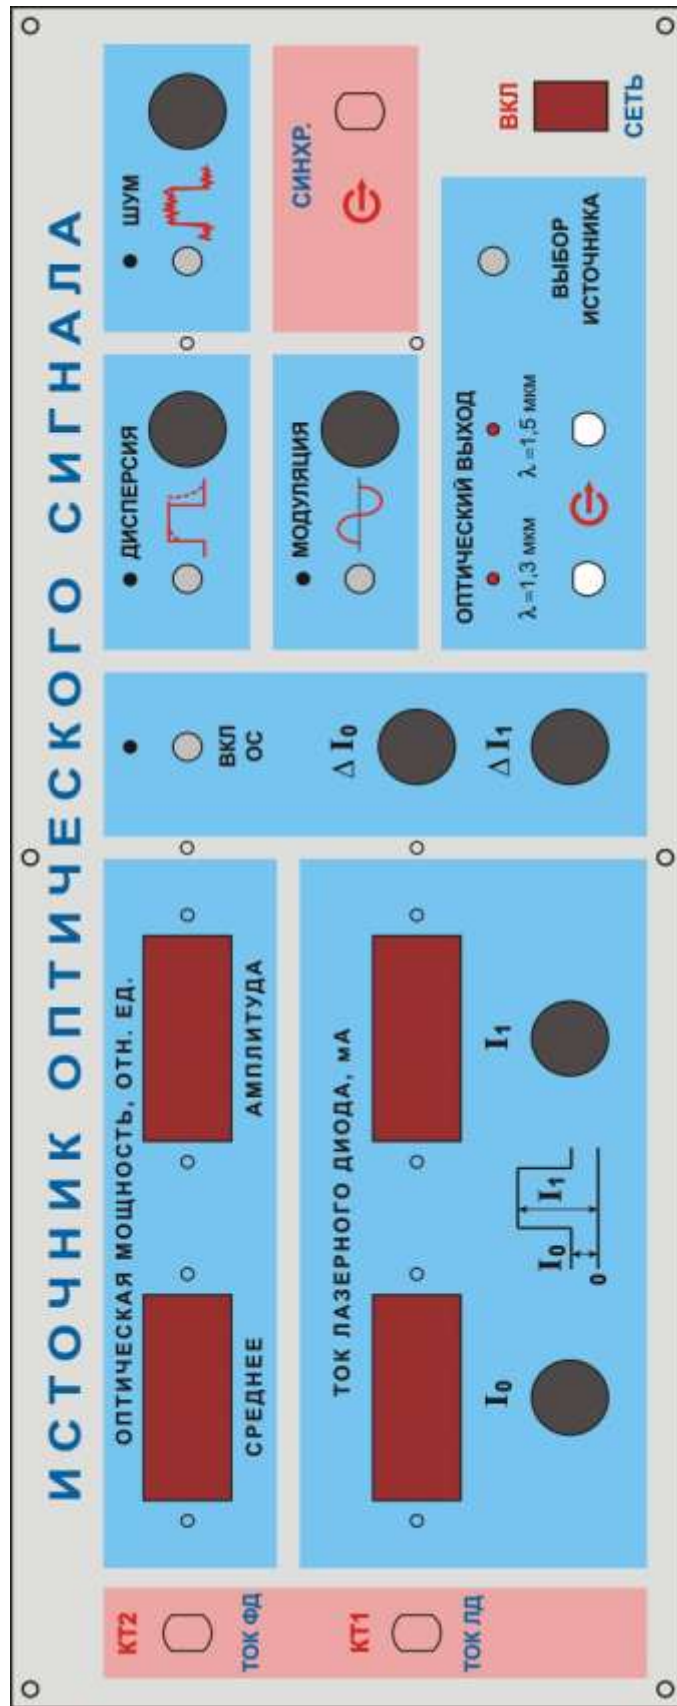 ИСТОЧНИК ОПТИЧЕСКОГО СИГНАЛА
КТ2
ТОК ФД
КТ1
ТОК ЛД
ОПТИЧЕСКАЯ МОЩНОСТЬ, ОТН. ЕД.
СРЕДНЕЕ
АМПЛИТУДА
ТОК ЛАЗЕРНОГО ДИОДА, мА
I₀
I₀
I₁
0
I₁
ВКЛ
ОС
Δ I₀
Δ I₁
ДИСПЕРСИЯ
ШУМ
МОДУЛЯЦИЯ
СИНХР.
ОПТИЧЕСКИЙ ВЫХОД
λ =1,3 мкм
λ =1,5 мкм
ВЫБОР
ИСТОЧНИКА
ВКЛ
СЕТЬ